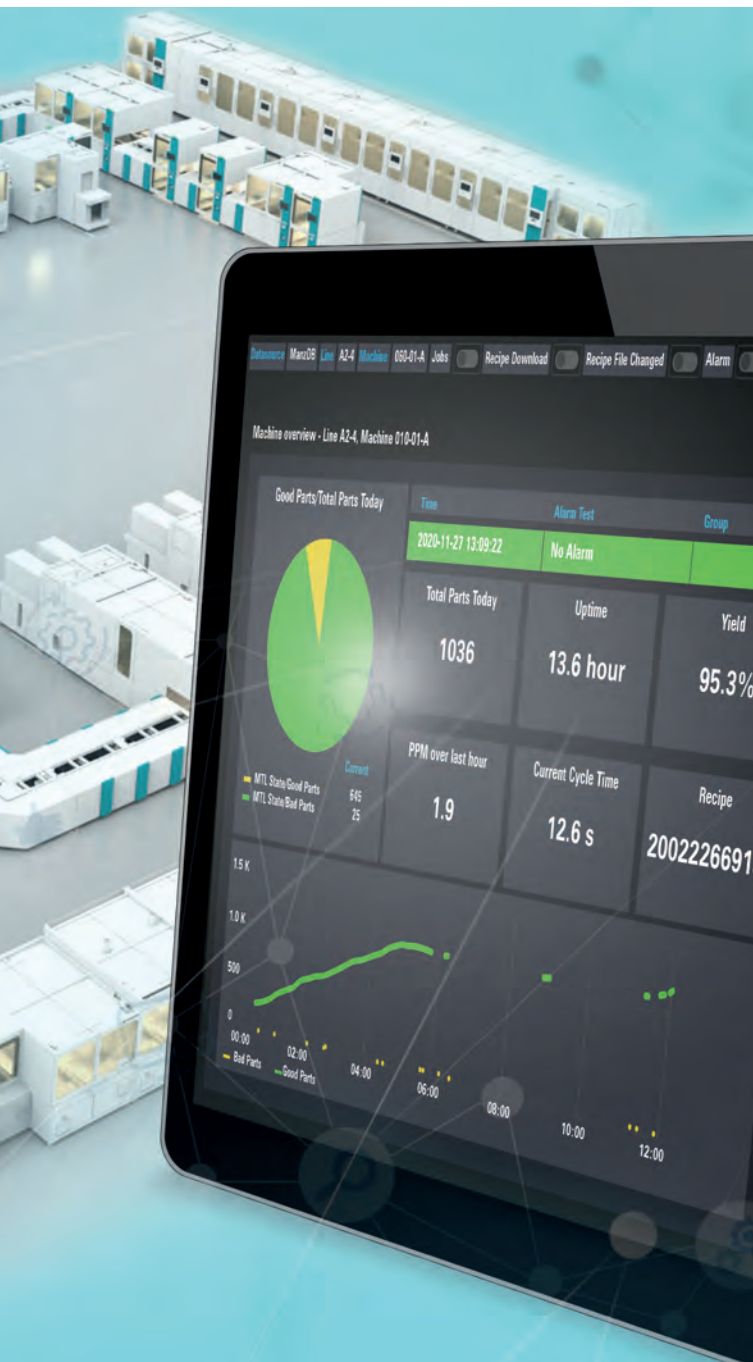 Datasource ManzDB Line A2-4 Machine 060-01-A Jobs Recipe Download Recipe File Changed Alarm
Machine overview - Line A2-4, Machine 010-01-A
Good Parts/Total Parts Today
Time Alarm Test Group
2020-11-27 13:09:22 No Alarm
Total Parts Today
1036
Uptime
13.6 hour
Yield
95.3%
Current
MTL State/Good Parts 645
MTL State/Bad Parts 25
PPM over last hour
1.9
Current Cycle Time
12.6 s
Recipe
2002226691
1.5 K
1.0 K
500
0
00:00 02:00 04:00 06:00 08:00 10:00 12:00
Bad Parts Good Parts